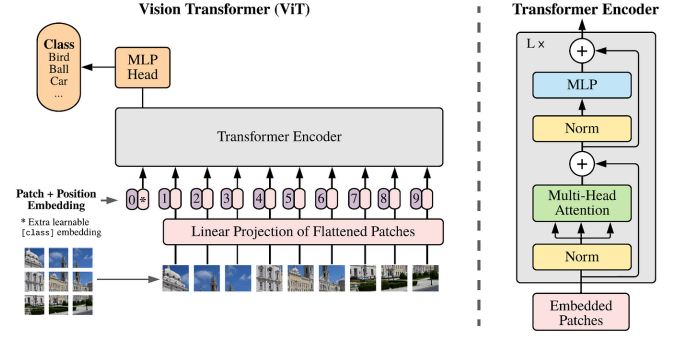 Vision Transformer (ViT)
Class
Bird
Ball
Car
...
MLP
Head
Transformer Encoder
Patch + Position
Embedding
0 * 1 2 3 4 5 6 7 8 9
* Extra learnable
[class] embedding
Linear Projection of Flattened Patches
Transformer Encoder
L ×
+
MLP
Norm
+
Multi-Head
Attention
Norm
Embedded
Patches